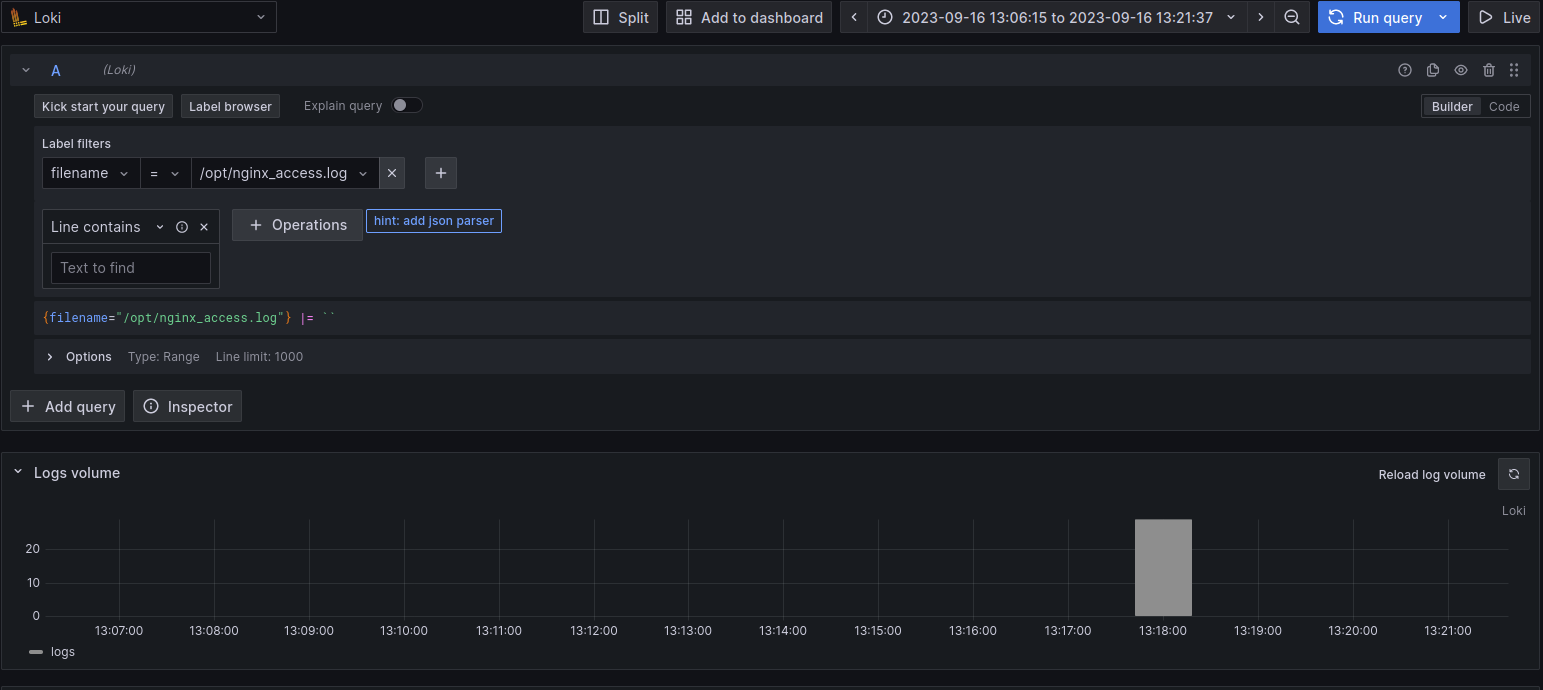 Loki Split Add to dashboard 2023-09-16 13:06:15 to 2023-09-16 13:21:37 Run query Live
A (Loki)
Kick start your query Label browser Explain query Builder Code
Label filters
filename = /opt/nginx_access.log
Line contains + Operations hint: add json parser
Text to find
{filename="/opt/nginx_access.log"} |= ``
Options Type: Range Line limit: 1000
+ Add query Inspector
Logs volume Reload log volume
Loki
20
10
0
13:07:00 13:08:00 13:09:00 13:10:00 13:11:00 13:12:00 13:13:00 13:14:00 13:15:00 13:16:00 13:17:00 13:18:00 13:19:00 13:20:00 13:21:00
logs